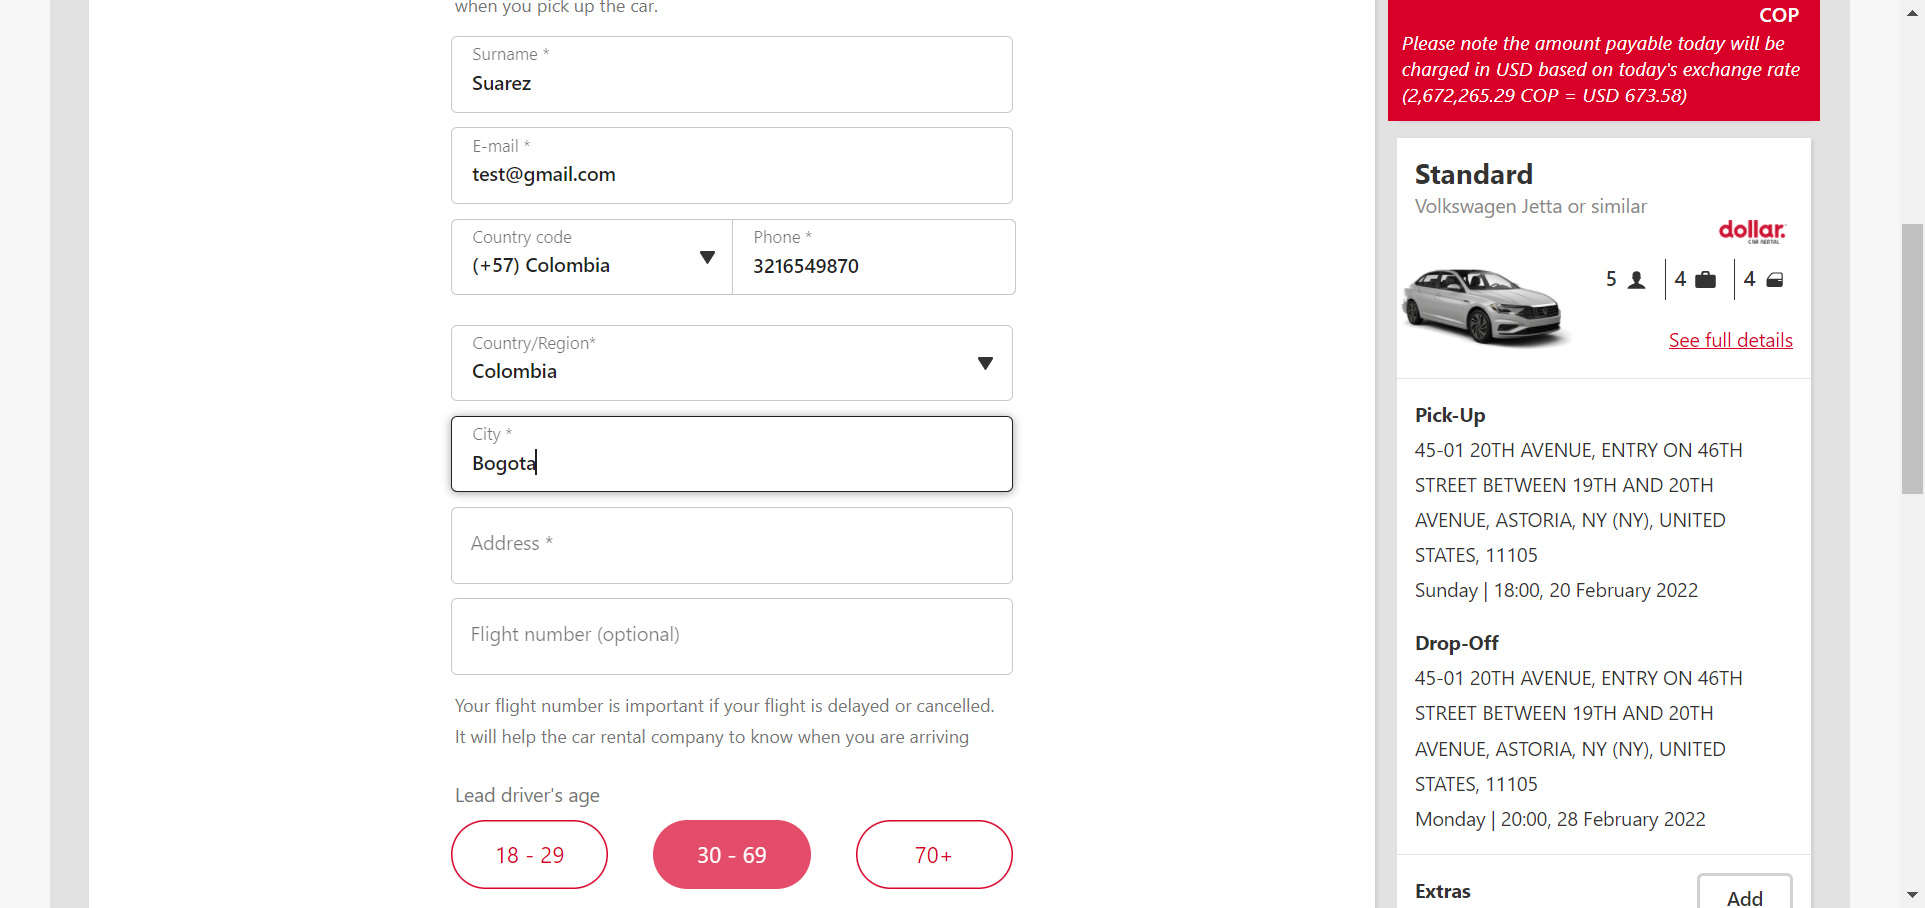 when you pick up the car.
Surname *
Suarez
E-mail *
test@gmail.com
Country code
(+57) Colombia
Phone *
3216549870
Country/Region*
Colombia
City *
Bogota
Address *
Flight number (optional)
Your flight number is important if your flight is delayed or cancelled.
It will help the car rental company to know when you are arriving
Lead driver's age
18 - 29
30 - 69
70+
COP
Please note the amount payable today will be
charged in USD based on today's exchange rate
(2,672,265.29 COP = USD 673.58)
Standard
Volkswagen Jetta or similar
dollar.
CAR RENTAL
5
4
4
See full details
Pick-Up
45-01 20TH AVENUE, ENTRY ON 46TH
STREET BETWEEN 19TH AND 20TH
AVENUE, ASTORIA, NY (NY), UNITED
STATES, 11105
Sunday | 18:00, 20 February 2022
Drop-Off
45-01 20TH AVENUE, ENTRY ON 46TH
STREET BETWEEN 19TH AND 20TH
AVENUE, ASTORIA, NY (NY), UNITED
STATES, 11105
Monday | 20:00, 28 February 2022
Extras
Add